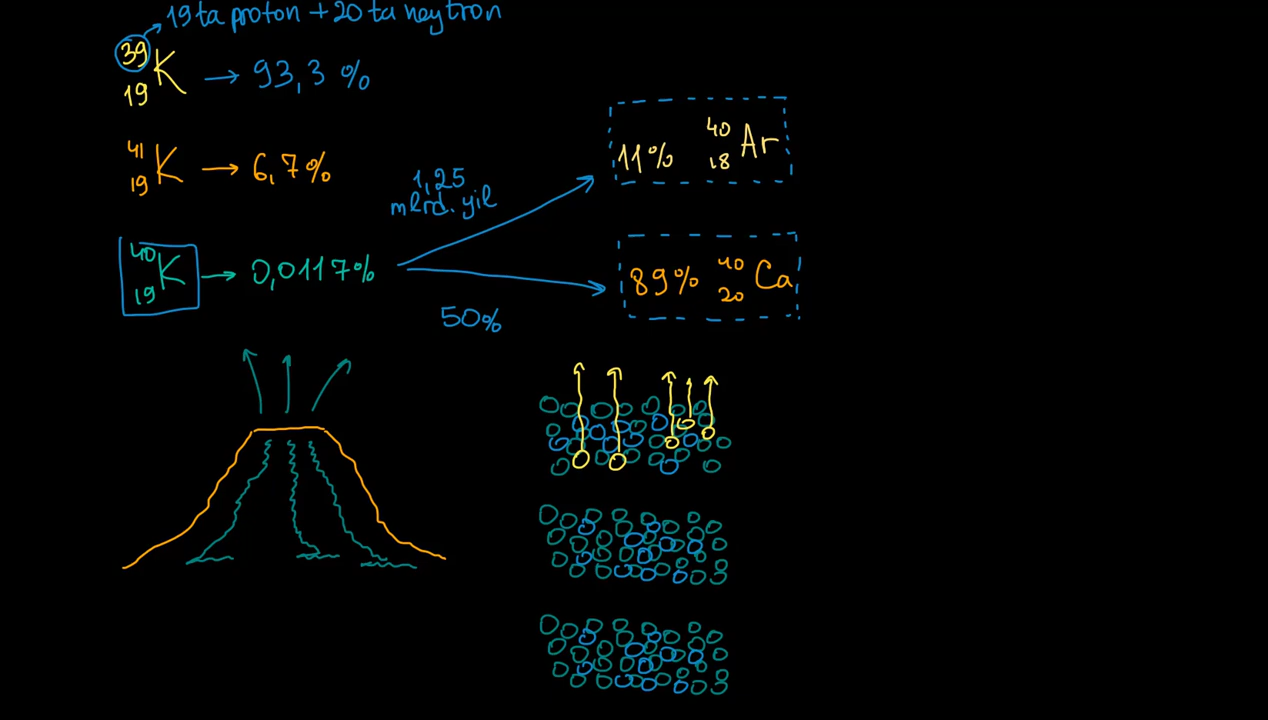 19 ta proton + 20 ta neytron
39 19 K → 93,3 %
41 19 K → 6,7 %
40 19 K → 0,0117 %
1,25
mlrd. yil
50%
11% 40 18 Ar
89% 40 20 Ca